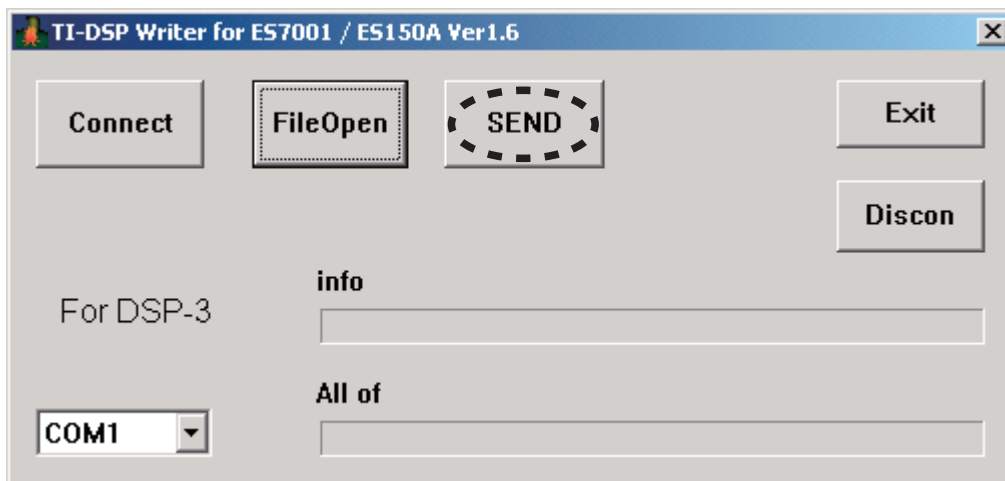 TI-DSP Writer for ES7001 / ES150A Ver1.6
Connect
FileOpen
SEND
Exit
Discon
info
For DSP-3
All of
COM1